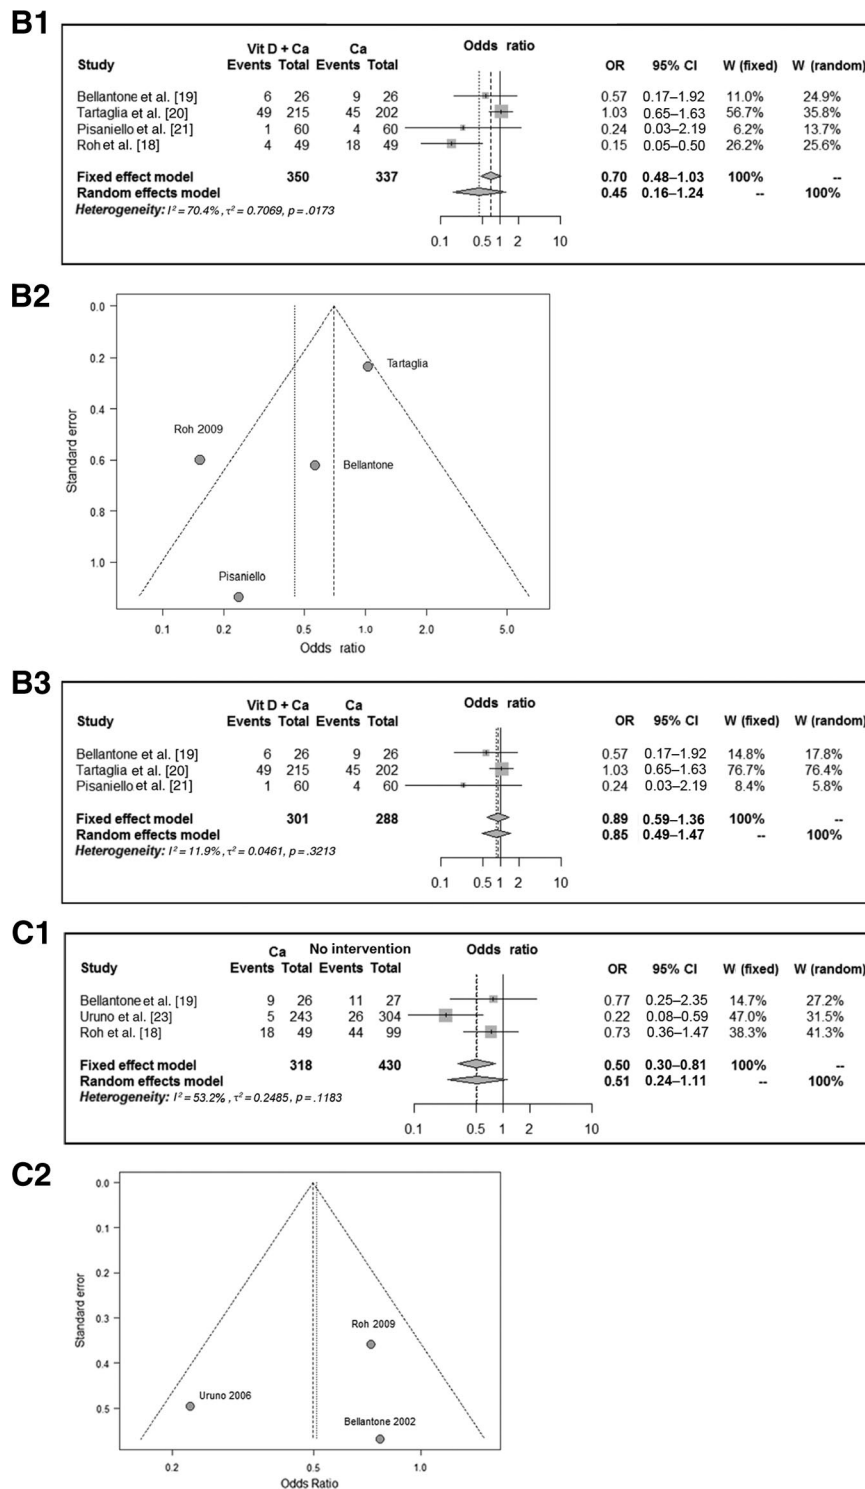 B1
Vit D + Ca Ca Odds ratio
Study Events Total Events Total OR 95% CI W (fixed) W (random)
Bellantone et al. [19] 6 26 9 26 0.57 0.17–1.92 11.0% 24.9%
Tartaglia et al. [20] 49 215 45 202 1.03 0.65–1.63 56.7% 35.8%
Pisaniello et al. [21] 1 60 4 60 0.24 0.03–2.19 6.2% 13.7%
Roh et al. [18] 4 49 18 49 0.15 0.05–0.50 26.2% 25.6%
Fixed effect model 350 337 0.70 0.48–1.03 100% --
Random effects model 0.45 0.16–1.24 -- 100%
Heterogeneity: I² = 70.4%, τ² = 0.7069, p = .0173
0.1 0.5 1 2 10
B2
0.0
0.2
Tartaglia
0.4
Roh 2009
Standard error
0.6
Bellantone
0.8
1.0
Pisaniello
0.1 0.2 0.5 1.0 2.0 5.0
Odds ratio
B3
Vit D + Ca Ca Odds ratio
Study Events Total Events Total OR 95% CI W (fixed) W (random)
Bellantone et al. [19] 6 26 9 26 0.57 0.17–1.92 14.8% 17.8%
Tartaglia et al. [20] 49 215 45 202 1.03 0.65–1.63 76.7% 76.4%
Pisaniello et al. [21] 1 60 4 60 0.24 0.03–2.19 8.4% 5.8%
Fixed effect model 301 288 0.89 0.59–1.36 100% --
Random effects model 0.85 0.49–1.47 -- 100%
Heterogeneity: I² = 11.9%, τ² = 0.0461, p = .3213
0.1 0.5 1 2 10
C1
Ca No intervention Odds ratio
Study Events Total Events Total OR 95% CI W (fixed) W (random)
Bellantone et al. [19] 9 26 11 27 0.77 0.25–2.35 14.7% 27.2%
Uruno et al. [23] 5 243 26 304 0.22 0.08–0.59 47.0% 31.5%
Roh et al. [18] 18 49 44 99 0.73 0.36–1.47 38.3% 41.3%
Fixed effect model 318 430 0.50 0.30–0.81 100% --
Random effects model 0.51 0.24–1.11 -- 100%
Heterogeneity: I² = 53.2%, τ² = 0.2485, p = .1183
0.1 0.5 1 2 10
C2
0.0
0.1
0.2
Standard error
0.3
Roh 2009
0.4
Uruno 2006
0.5
Bellantone 2002
0.2 0.5 1.0
Odds Ratio